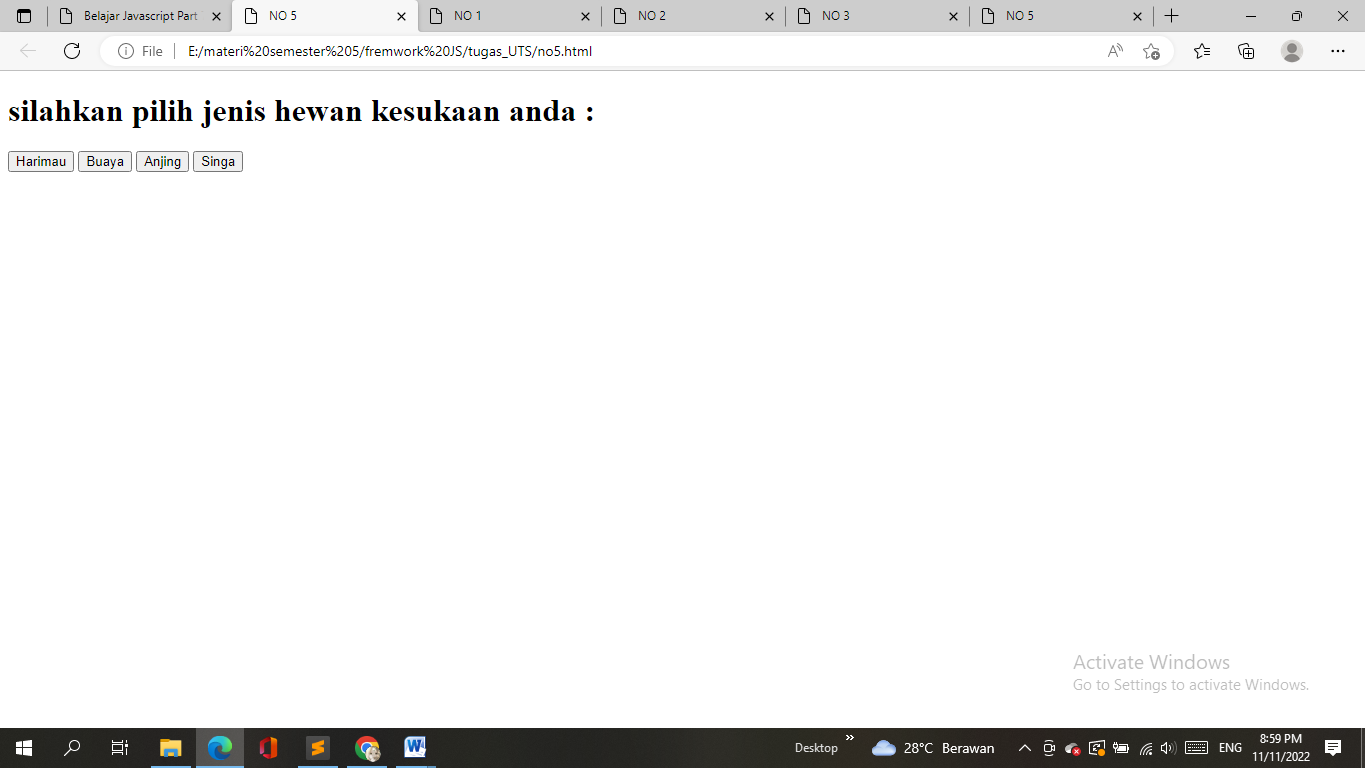 Belajar Javascript Part
NO 5
NO 1
NO 2
NO 3
NO 5
File
E:/materi%20semester%205/fremwork%20JS/tugas_UTS/no5.html
silahkan pilih jenis hewan kesukaan anda :
Harimau
Buaya
Anjing
Singa
Activate Windows
Go to Settings to activate Windows.
Desktop
28°C Berawan
ENG
8:59 PM
11/11/2022